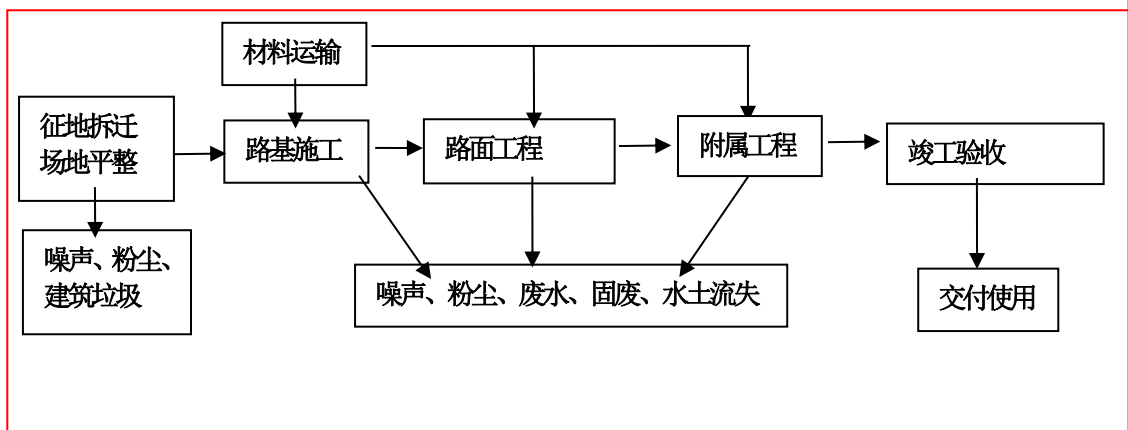 材料运输
征地拆迁
场地平整
路基施工
路面工程
附属工程
竣工验收
噪声、粉尘、
建筑垃圾
噪声、粉尘、废水、固废、水土流失
交付使用